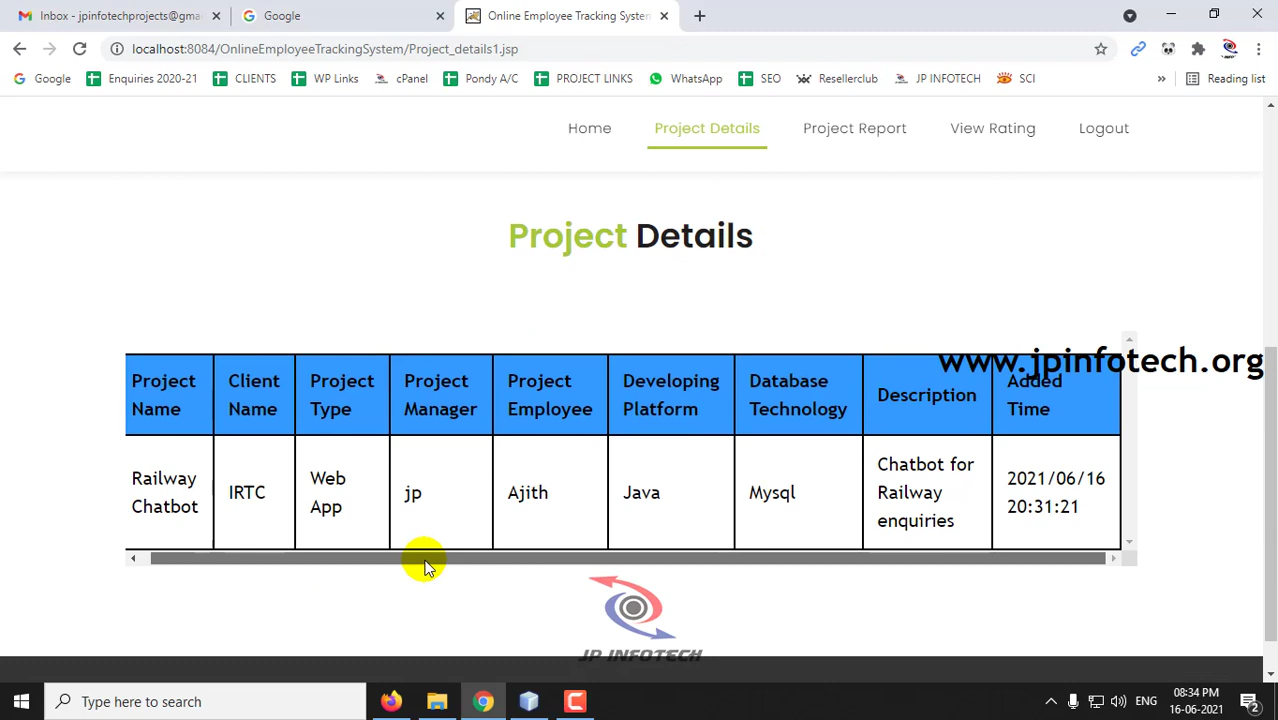 Inbox - jpinfotechprojects@gma
Google
Online Employee Tracking System
localhost:8084/OnlineEmployeeTrackingSystem/Project_details1.jsp
Google
Enquiries 2020-21
CLIENTS
WP Links
cPanel
Pondy A/C
PROJECT LINKS
WhatsApp
SEO
Resellerclub
JP INFOTECH
SCI
»
Reading list
Home
Project Details
Project Report
View Rating
Logout
Project Details
www.jpinfotech.org
Project
Name
Client
Name
Project
Type
Project
Manager
Project
Employee
Developing
Platform
Database
Technology
Description
Added
Time
Railway
Chatbot
IRTC
Web
App
jp
Ajith
Java
Mysql
Chatbot for
Railway
enquiries
2021/06/16
20:31:21
JP INFOTECH
Type here to search
ENG
08:34 PM
16-06-2021
2